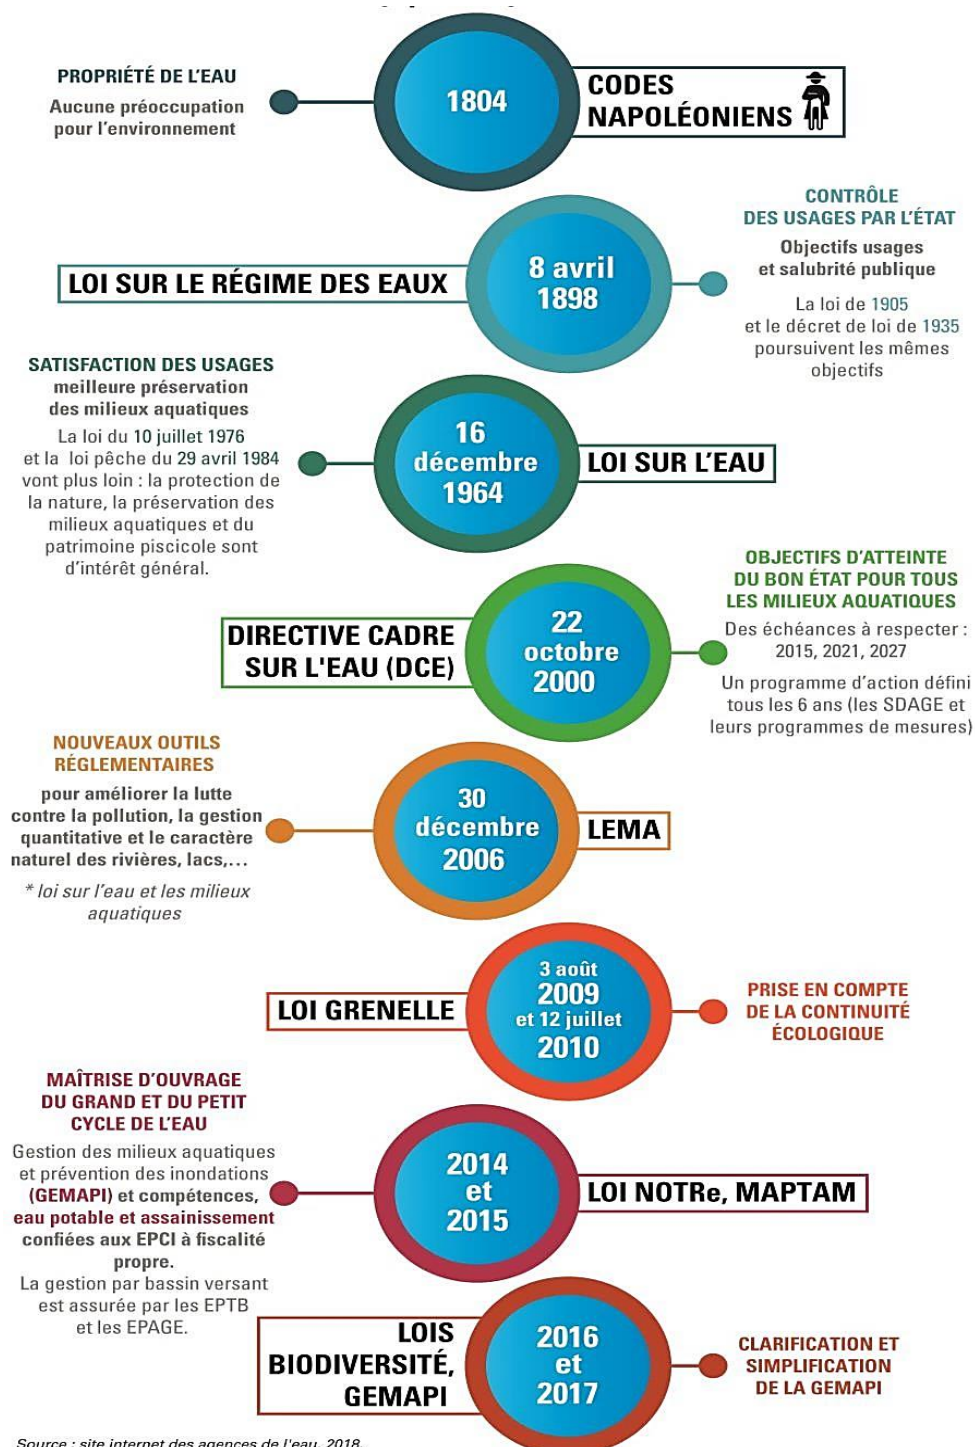 PROPRIÉTÉ DE L'EAU
Aucune préoccupation
pour l'environnement
1804
CODES
NAPOLÉONIENS
LOI SUR LE RÉGIME DES EAUX
8 avril
1898
CONTRÔLE
DES USAGES PAR L'ÉTAT
Objectifs usages
et salubrité publique
La loi de 1905
et le décret de loi de 1935
poursuivent les mêmes
objectifs
SATISFACTION DES USAGES
meilleure préservation
des milieux aquatiques
La loi du 10 juillet 1976
et la loi pêche du 29 avril 1984
vont plus loin : la protection de
la nature, la préservation des
milieux aquatiques et du
patrimoine piscicole sont
d'intérêt général.
16
décembre
1964
LOI SUR L'EAU
DIRECTIVE CADRE
SUR L'EAU (DCE)
22
octobre
2000
OBJECTIFS D'ATTEINTE
DU BON ÉTAT POUR TOUS
LES MILIEUX AQUATIQUES
Des échéances à respecter :
2015, 2021, 2027
Un programme d'action défini
tous les 6 ans (les SDAGE et
leurs programmes de mesures)
NOUVEAUX OUTILS
RÉGLEMENTAIRES
pour améliorer la lutte
contre la pollution, la gestion
quantitative et le caractère
naturel des rivières, lacs,...
* loi sur l'eau et les milieux
aquatiques
30
décembre
2006
LEMA
LOI GRENELLE
3 août
2009
et 12 juillet
2010
PRISE EN COMPTE
DE LA CONTINUITÉ
ÉCOLOGIQUE
MAÎTRISE D'OUVRAGE
DU GRAND ET DU PETIT
CYCLE DE L'EAU
Gestion des milieux aquatiques
et prévention des inondations
(GEMAPI) et compétences,
eau potable et assainissement
confiées aux EPCI à fiscalité
propre.
La gestion par bassin versant
est assurée par les EPTB
et les EPAGE.
2014
et
2015
LOI NOTRe, MAPTAM
LOIS
BIODIVERSITÉ,
GEMAPI
2016
et
2017
CLARIFICATION ET
SIMPLIFICATION
DE LA GEMAPI
Source : site internet des agences de l'eau, 2018.